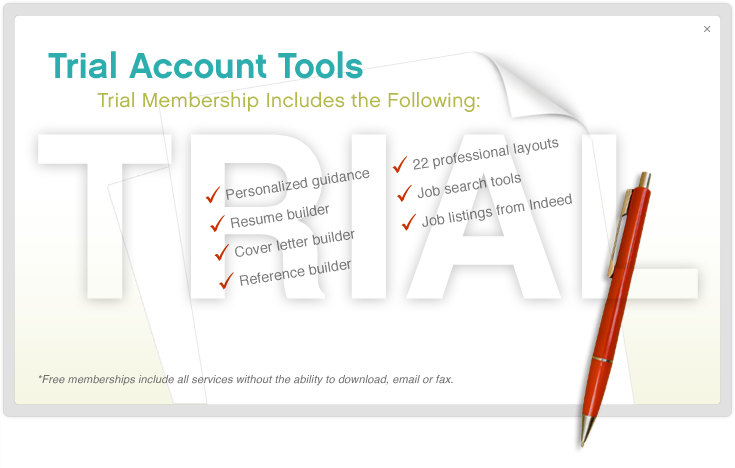 Trial Account Tools
Trial Membership Includes the Following:
TRIAL
Personalized guidance
Resume builder
Cover letter builder
Reference builder
22 professional layouts
Job search tools
Job listings from Indeed
*Free memberships include all services without the ability to download, email or fax.